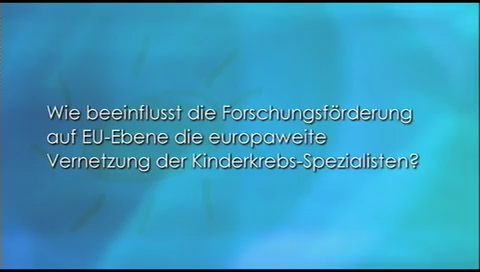 Wie beeinflusst die Forschungsförderung
auf EU-Ebene die europaweite
Vernetzung der Kinderkrebs-Spezialisten?